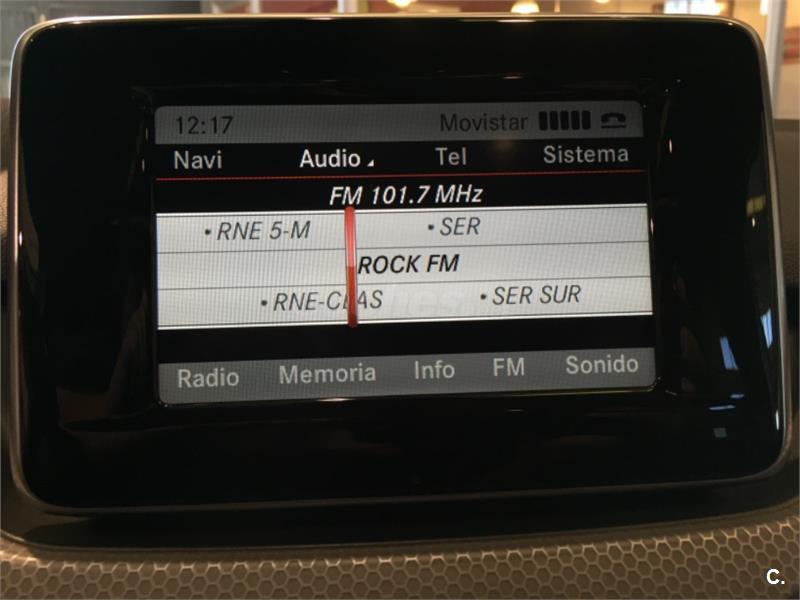 12:17 Movistar
Navi Audio Tel Sistema
FM 101.7 MHz
•RNE 5-M •SER
ROCK FM
•RNE-CLAS •SER SUR
Radio Memoria Info FM Sonido
C.